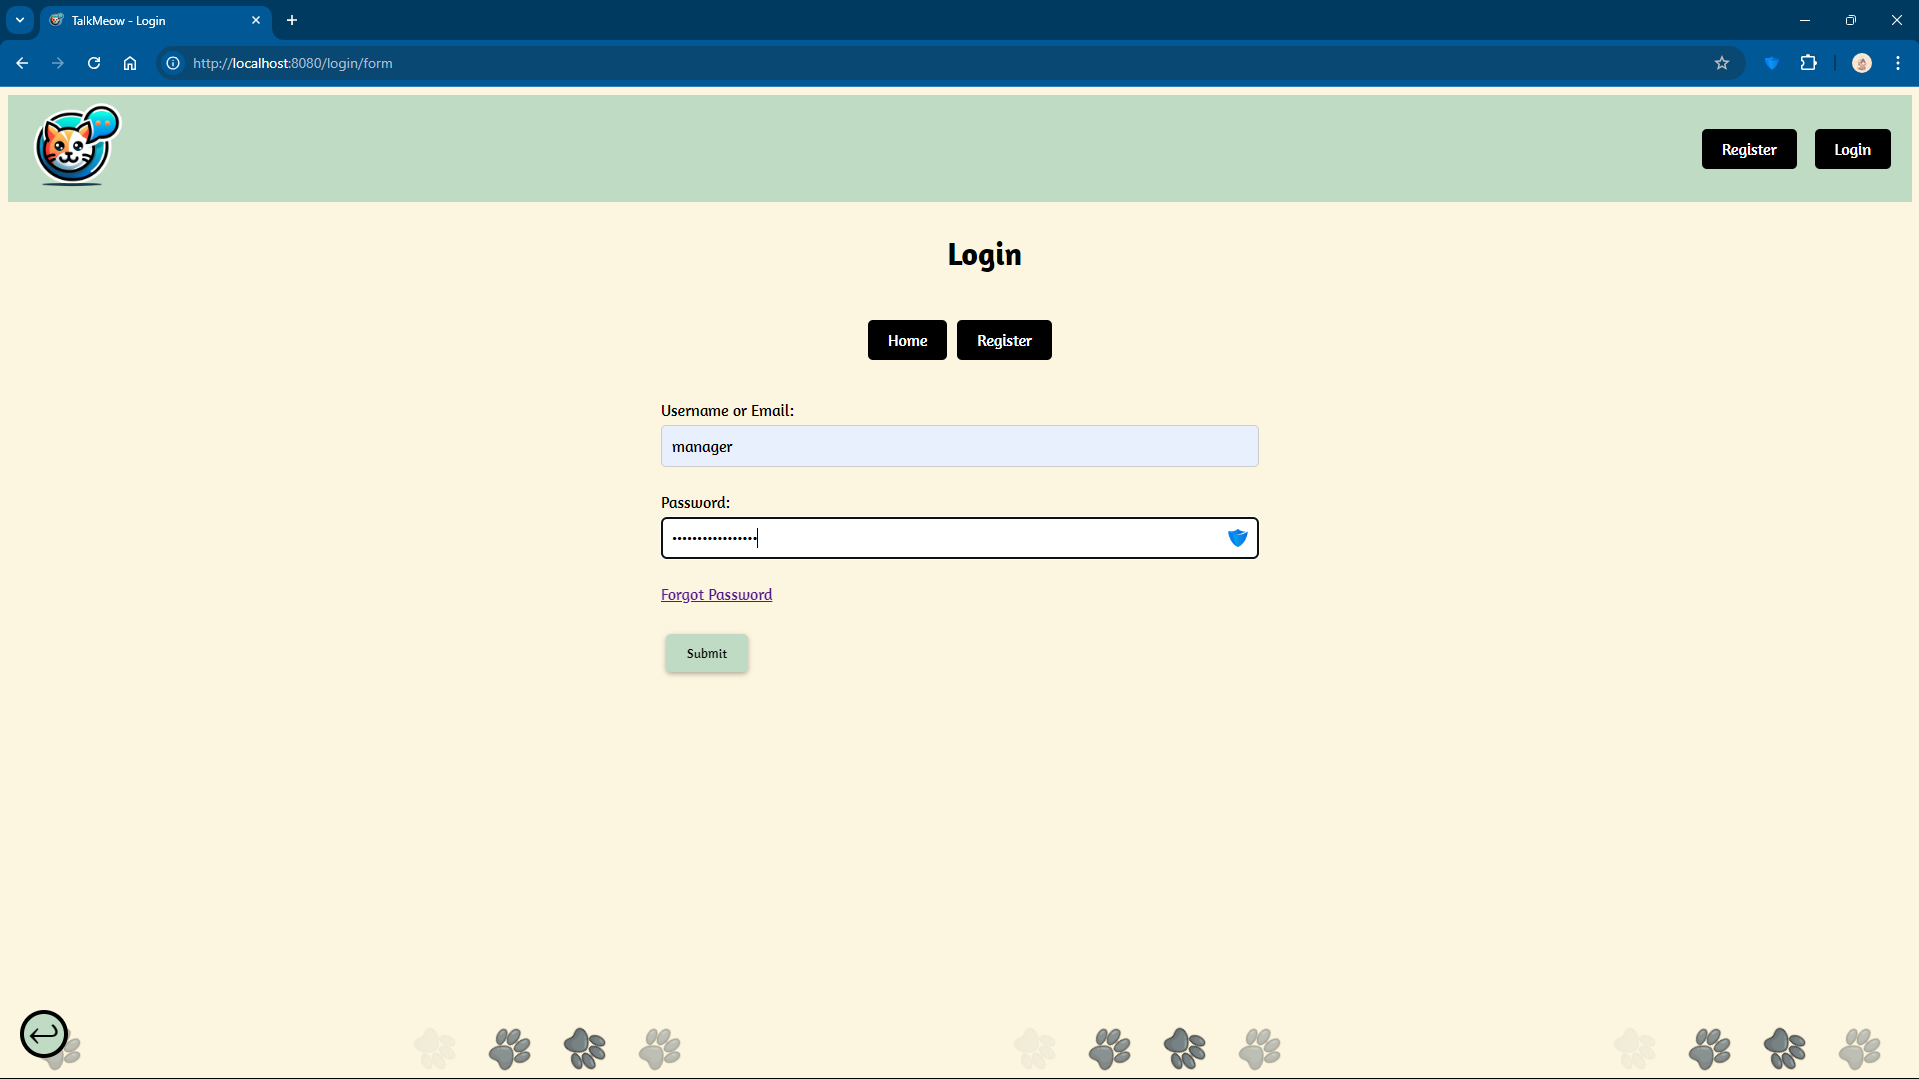 TalkMeow - Login
http://localhost:8080/login/form
Register
Login
Login
Home
Register
Username or Email:
manager
Password:
•••••••••••••••••
Forgot Password
Submit